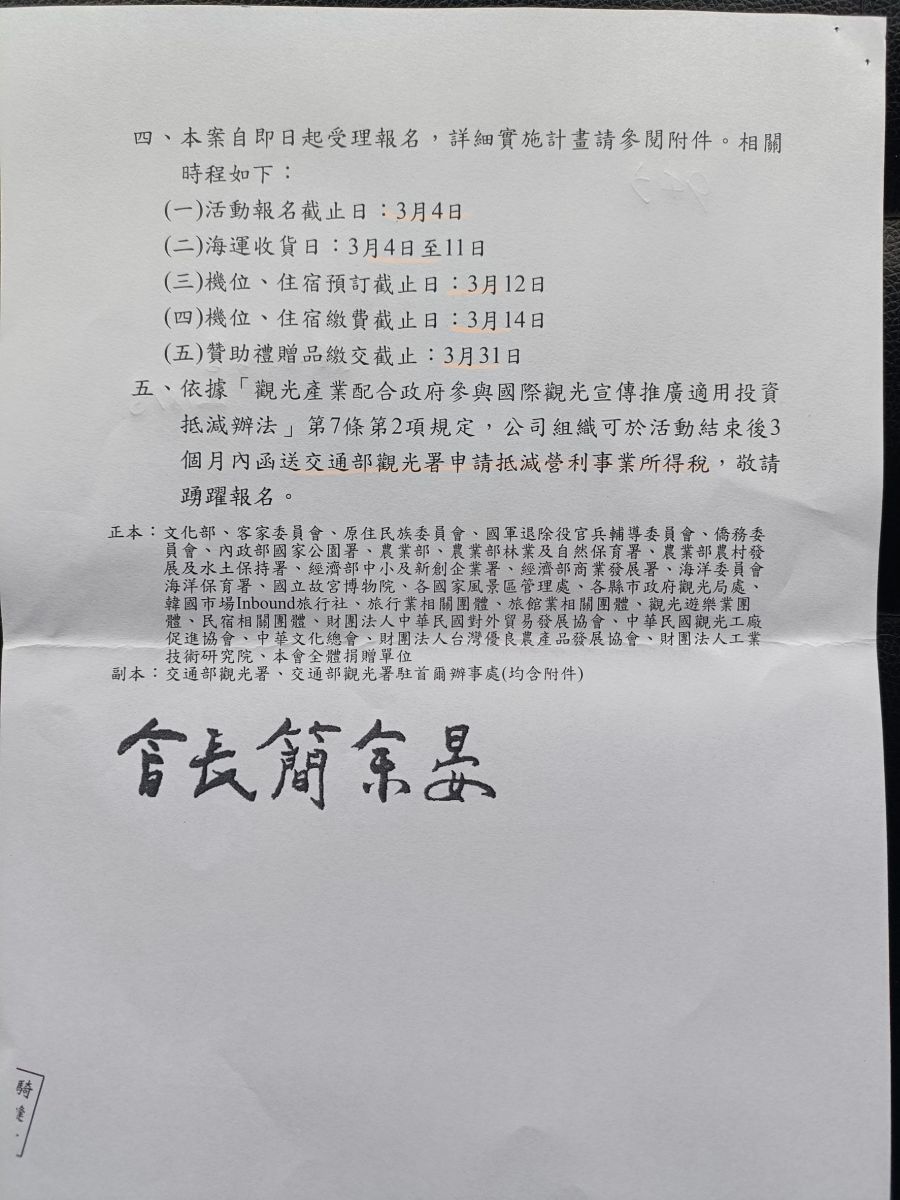 四、本案自即日起受理報名，詳細實施計畫請參閱附件。相關
時程如下：
(一)活動報名截止日：3月4日
(二)海運收貨日：3月4日至11日
(三)機位、住宿預訂截止日：3月12日
(四)機位、住宿繳費截止日：3月14日
(五)贊助禮贈品繳交截止：3月31日
五、依據「觀光產業配合政府參與國際觀光宣傳推廣適用投資
抵減辦法」第7條第2項規定，公司組織可於活動結束後3
個月內函送交通部觀光署申請抵減營利事業所得稅，敬請
踴躍報名。
正本：文化部、客家委員會、原住民族委員會、國軍退除役官兵輔導委員會、僑務委
員會、內政部國家公園署、農業部、農業部林業及自然保育署、農業部農村發
展及水土保持署、經濟部中小及新創企業署、經濟部商業發展署、海洋委員會
海洋保育署、國立故宮博物院、各國家風景區管理處、各縣市政府觀光局處、
韓國市場Inbound旅行社、旅行業相關團體、旅館業相關團體、觀光遊樂業團
體、民宿相關團體、財團法人中華民國對外貿易發展協會、中華民國觀光工廠
促進協會、中華文化總會、財團法人台灣優良農產品發展協會、財團法人工業
技術研究院、本會全體捐贈單位
副本：交通部觀光署、交通部觀光署駐首爾辦事處(均含附件)
會長簡余晏
騎
縫